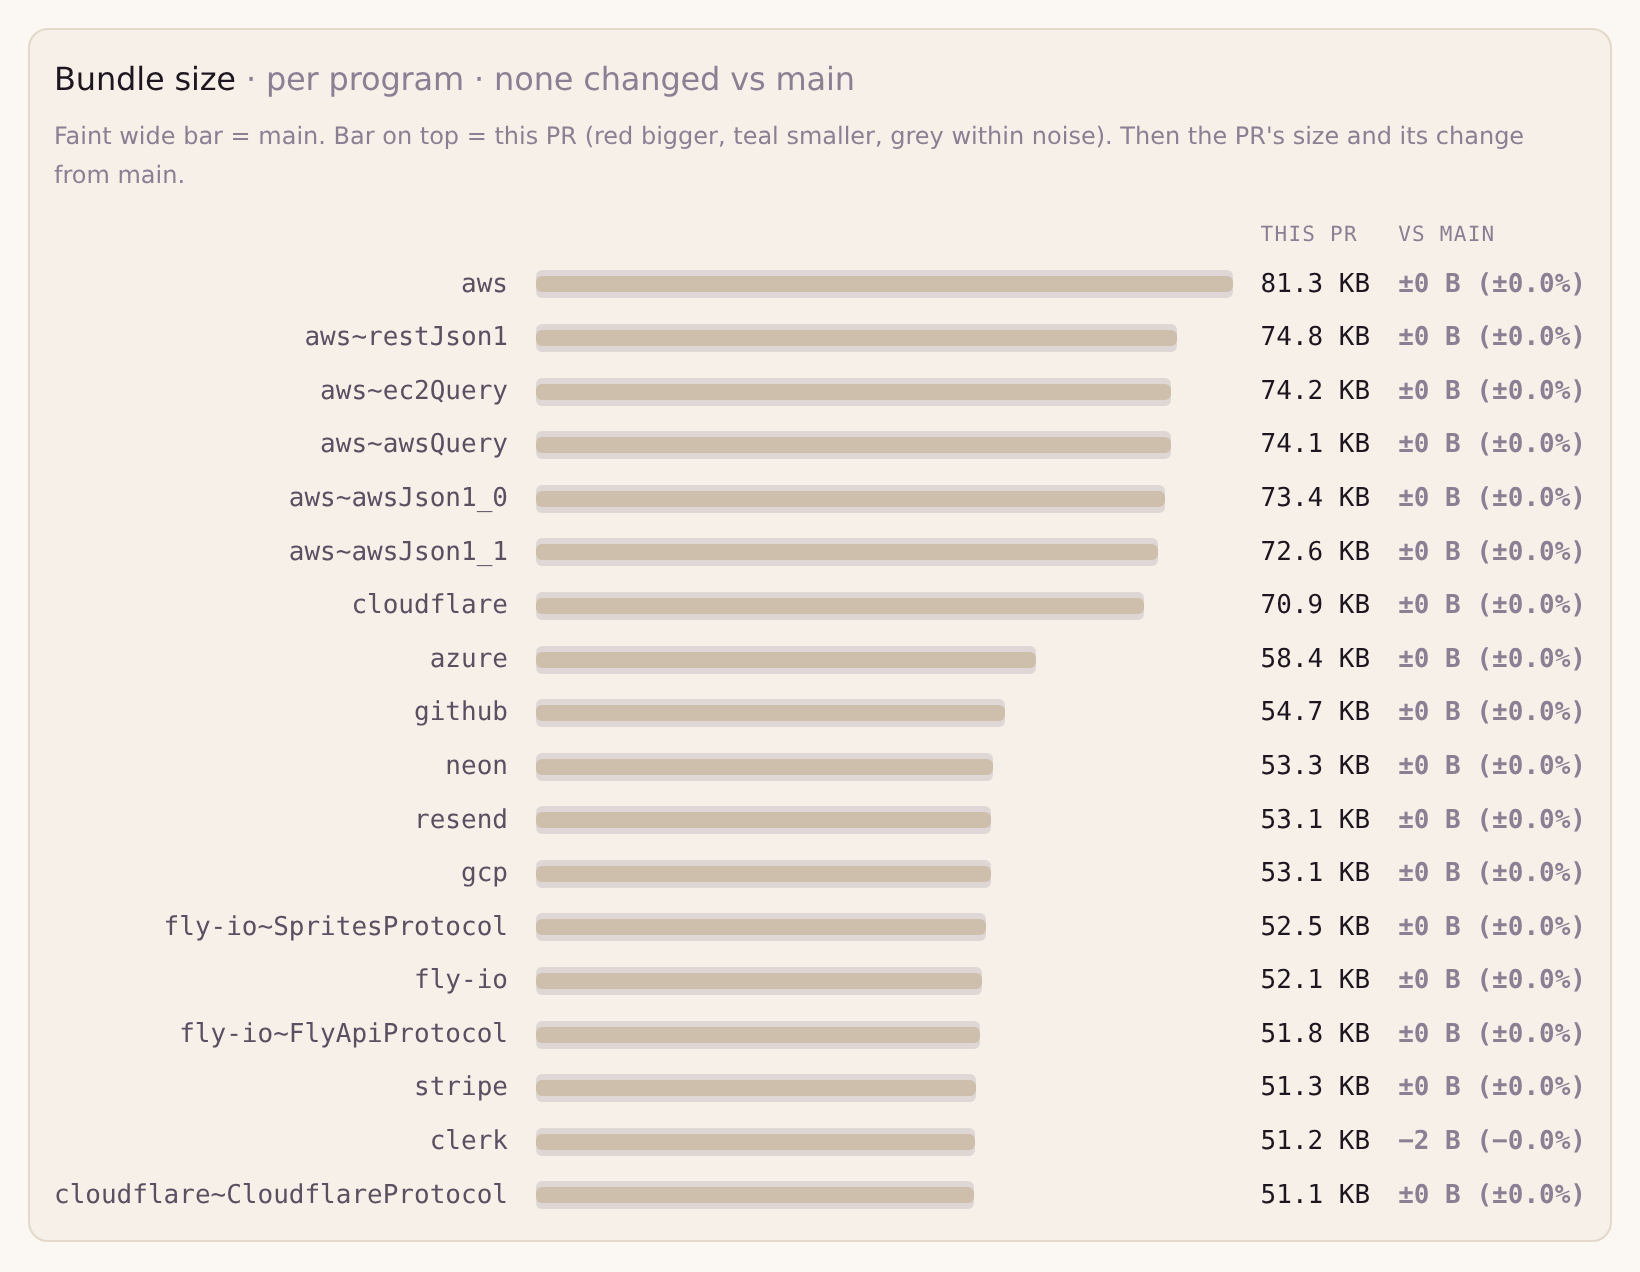 Bundle size · per program · none changed vs main
Faint wide bar = main. Bar on top = this PR (red bigger, teal smaller, grey within noise). Then the PR's size and its change
from main.
THIS PR VS MAIN
aws 81.3 KB ±0 B (±0.0%)
aws~restJson1 74.8 KB ±0 B (±0.0%)
aws~ec2Query 74.2 KB ±0 B (±0.0%)
aws~awsQuery 74.1 KB ±0 B (±0.0%)
aws~awsJson1_0 73.4 KB ±0 B (±0.0%)
aws~awsJson1_1 72.6 KB ±0 B (±0.0%)
cloudflare 70.9 KB ±0 B (±0.0%)
azure 58.4 KB ±0 B (±0.0%)
github 54.7 KB ±0 B (±0.0%)
neon 53.3 KB ±0 B (±0.0%)
resend 53.1 KB ±0 B (±0.0%)
gcp 53.1 KB ±0 B (±0.0%)
fly-io~SpritesProtocol 52.5 KB ±0 B (±0.0%)
fly-io 52.1 KB ±0 B (±0.0%)
fly-io~FlyApiProtocol 51.8 KB ±0 B (±0.0%)
stripe 51.3 KB ±0 B (±0.0%)
clerk 51.2 KB −2 B (−0.0%)
cloudflare~CloudflareProtocol 51.1 KB ±0 B (±0.0%)